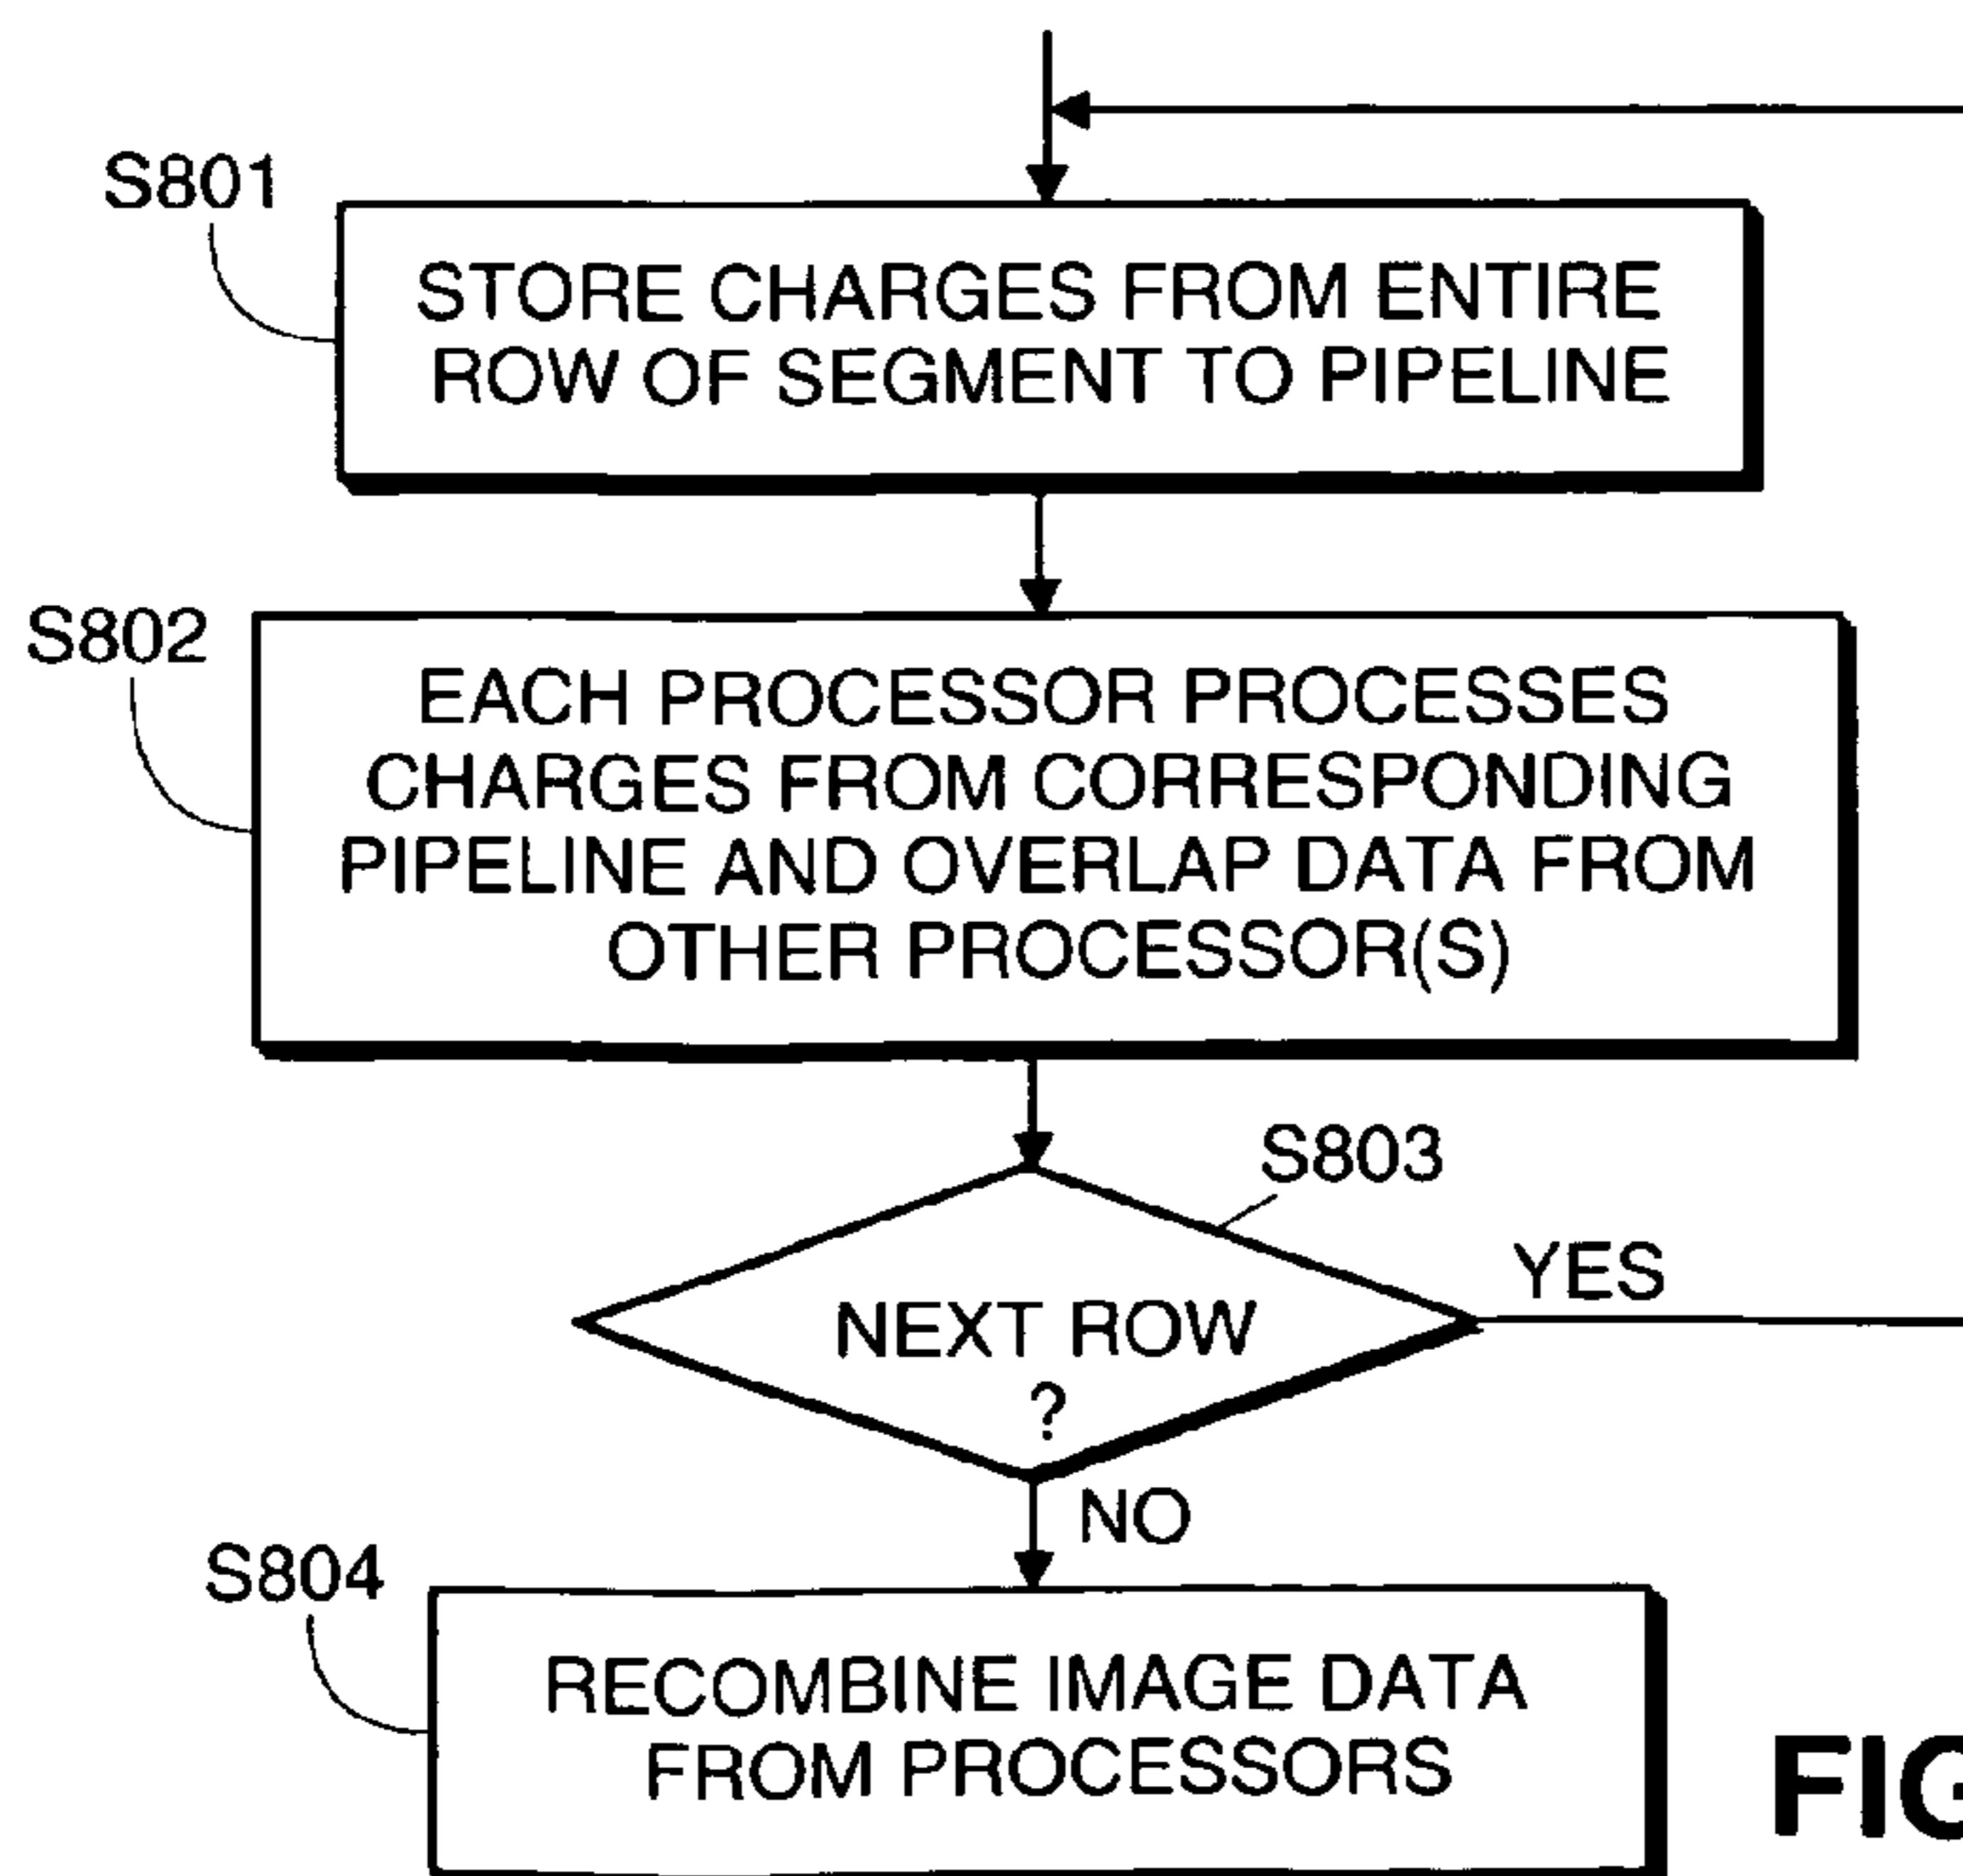 S801
STORE CHARGES FROM ENTIRE
ROW OF SEGMENT TO PIPELINE
S802
EACH PROCESSOR PROCESSES
CHARGES FROM CORRESPONDING
PIPELINE AND OVERLAP DATA FROM
OTHER PROCESSOR(S)
S803
YES
NEXT ROW
?
NO
S804
RECOMBINE IMAGE DATA
FROM PROCESSORS